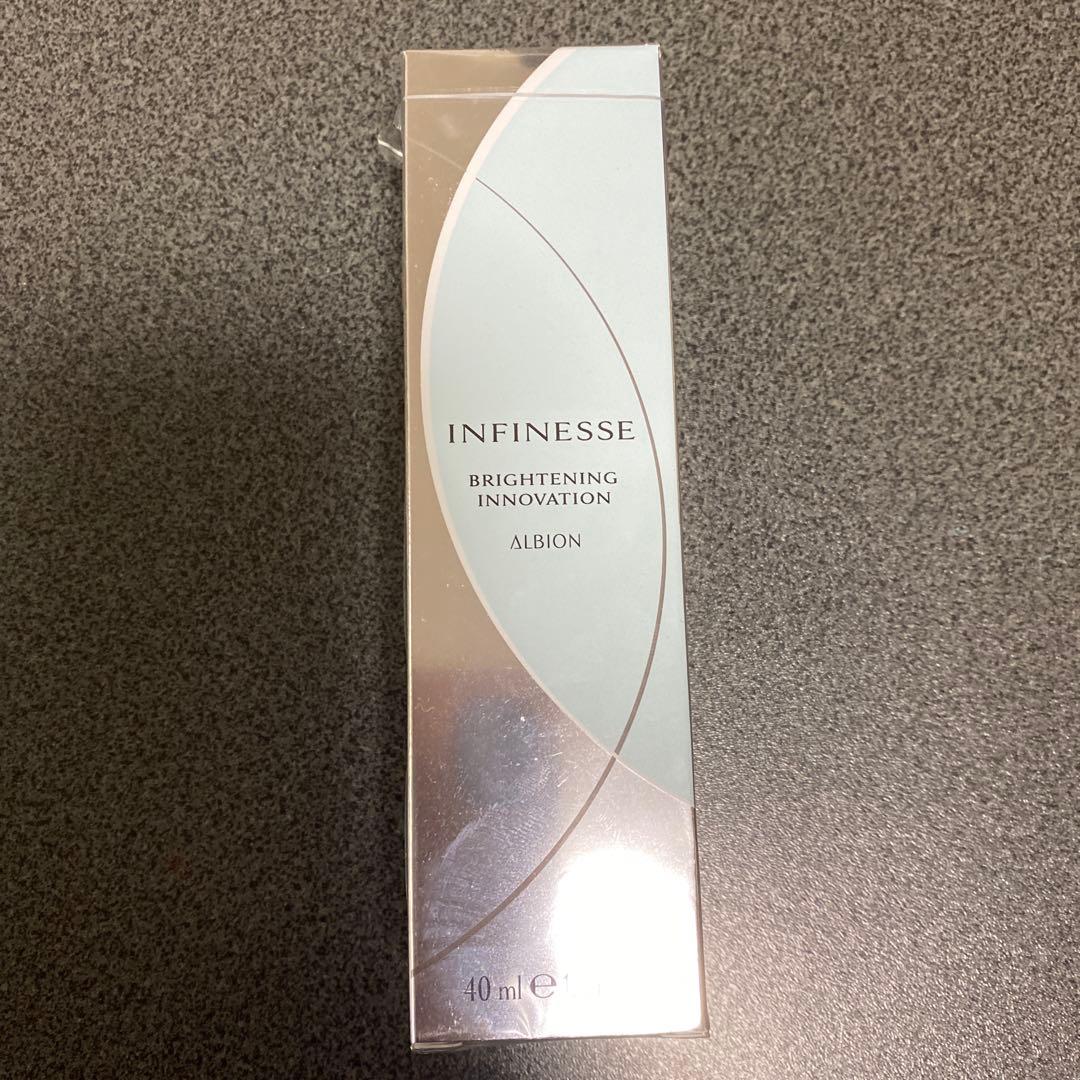 INFINESSE
BRIGHTENING
INNOVATION
ALBION
40 ml ℮